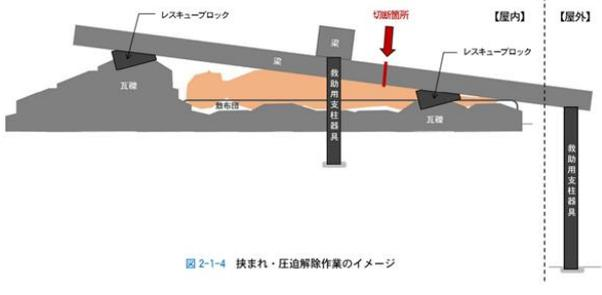 レスキューブロック
切断箇所
【屋内】
【屋外】
梁
レスキューブロック
梁
瓦礫
敷布団
救助用支柱器具
瓦礫
救助用支柱器具
図 2-1-4 挟まれ・圧迫解除作業のイメージ